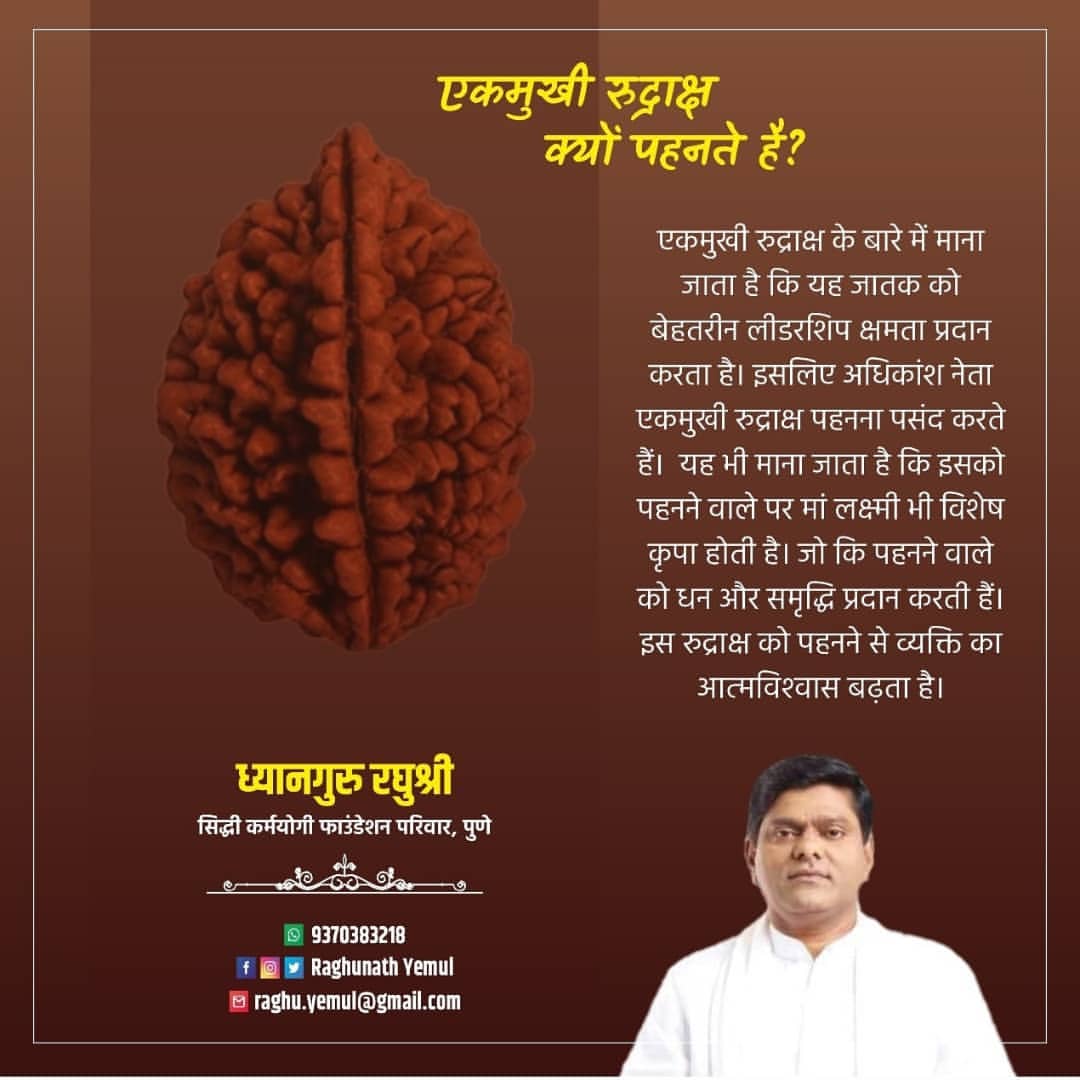 एकमुखी रुद्राक्ष
क्यों पहनते है?
एकमुखी रुद्राक्ष के बारे में माना
जाता है कि यह जातक को
बेहतरीन लीडरशिप क्षमता प्रदान
करता है। इसलिए अधिकांश नेता
एकमुखी रुद्राक्ष पहनना पसंद करते
हैं। यह भी माना जाता है कि इसको
पहनने वाले पर मां लक्ष्मी भी विशेष
कृपा होती है। जो कि पहनने वाले
को धन और समृद्धि प्रदान करती हैं।
इस रुद्राक्ष को पहनने से व्यक्ति का
आत्मविश्वास बढ़ता है।
ध्यानगुरु रघुश्री
सिद्धी कर्मयोगी फाउंडेशन परिवार, पुणे
9370383218
Raghunath Yemul
raghu.yemul@gmail.com